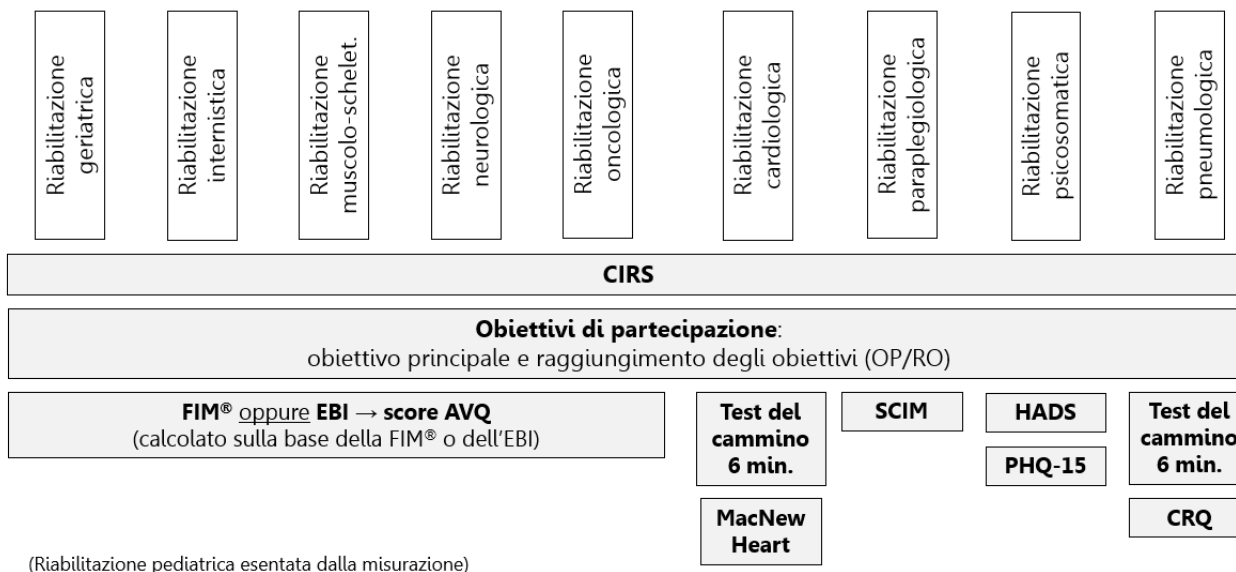 Riabilitazione
geriatrica
Riabilitazione
internistica
Riabilitazione
muscolo-schelet.
Riabilitazione
neurologica
Riabilitazione
oncologica
Riabilitazione
cardiologica
Riabilitazione
paraplegiologica
Riabilitazione
psicosomatica
Riabilitazione
pneumologica
CIRS
Obiettivi di partecipazione:
obiettivo principale e raggiungimento degli obiettivi (OP/RO)
FIM® oppure EBI → score AVQ
(calcolato sulla base della FIM® o dell'EBI)
Test del
cammino
6 min.
MacNew
Heart
SCIM
HADS
PHQ-15
Test del
cammino
6 min.
CRQ
(Riabilitazione pediatrica esentata dalla misurazione)